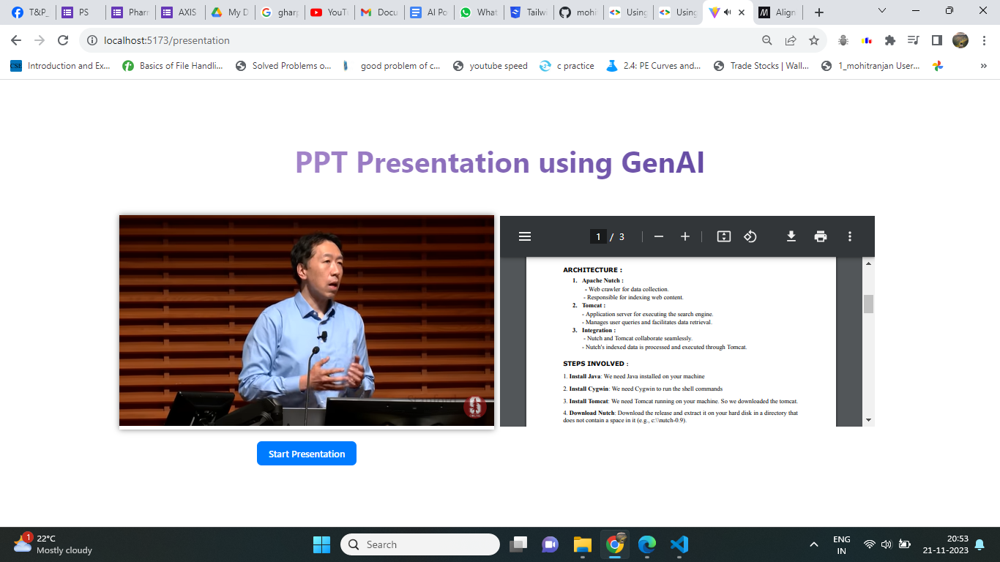 T&P_
PS
Pharr
AXIS
My D
gharg
YouTu
Docu
AI Po
What
Tailwi
mohit
Using
Using
Align
localhost:5173/presentation
CSE
Introduction and Ex...
Basics of File Handli...
Solved Problems o...
good problem of c...
youtube speed
c practice
2.4: PE Curves and...
Trade Stocks | Wall...
1_mohitranjan User...
»
PPT Presentation using GenAI
1 / 3
ARCHITECTURE :
1. Apache Nutch :
- Web crawler for data collection.
- Responsible for indexing web content.
2. Tomcat :
- Application server for executing the search engine.
- Manages user queries and facilitates data retrieval.
3. Integration :
- Nutch and Tomcat collaborate seamlessly.
- Nutch's indexed data is processed and executed through Tomcat.
STEPS INVOLVED :
1. Install Java: We need Java installed on your machine
2. Install Cygwin: We need Cygwin to run the shell commands
3. Install Tomcat: We need Tomcat running on your machine. So we downloaded the tomcat.
4. Download Nutch: Download the release and extract it on your hard disk in a directory that
does not contain a space in it (e.g., c:\\nutch-0.9).
Start Presentation
1
22°C
Mostly cloudy
Search
ENG
IN
20:53
21-11-2023